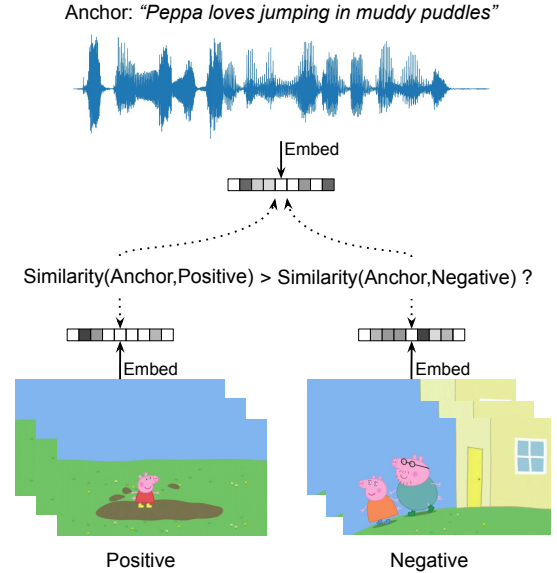 Anchor: “Peppa loves jumping in muddy puddles”
Embed
Similarity(Anchor,Positive) > Similarity(Anchor,Negative) ?
Embed
Embed
Positive
Negative